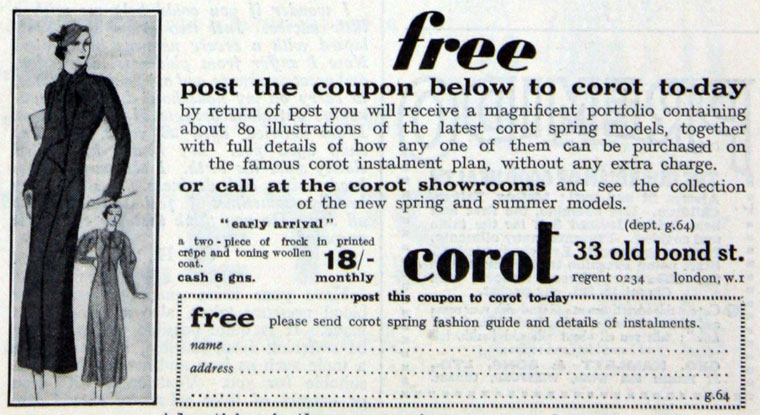 free
post the coupon below to corot to-day
by return of post you will receive a magnificent portfolio containing
about 80 illustrations of the latest corot spring models, together
with full details of how any one of them can be purchased on
the famous corot instalment plan, without any extra charge.
or call at the corot showrooms and see the collection
of the new spring and summer models.
"early arrival"
a two-piece of frock in printed
crêpe and toning woollen
coat.
18/-
cash 6 gns. monthly
corot
(dept. g.64)
33 old bond st.
regent 0234 london, w.1
post this coupon to corot to-day
free please send corot spring fashion guide and details of instalments.
name
address
g.64